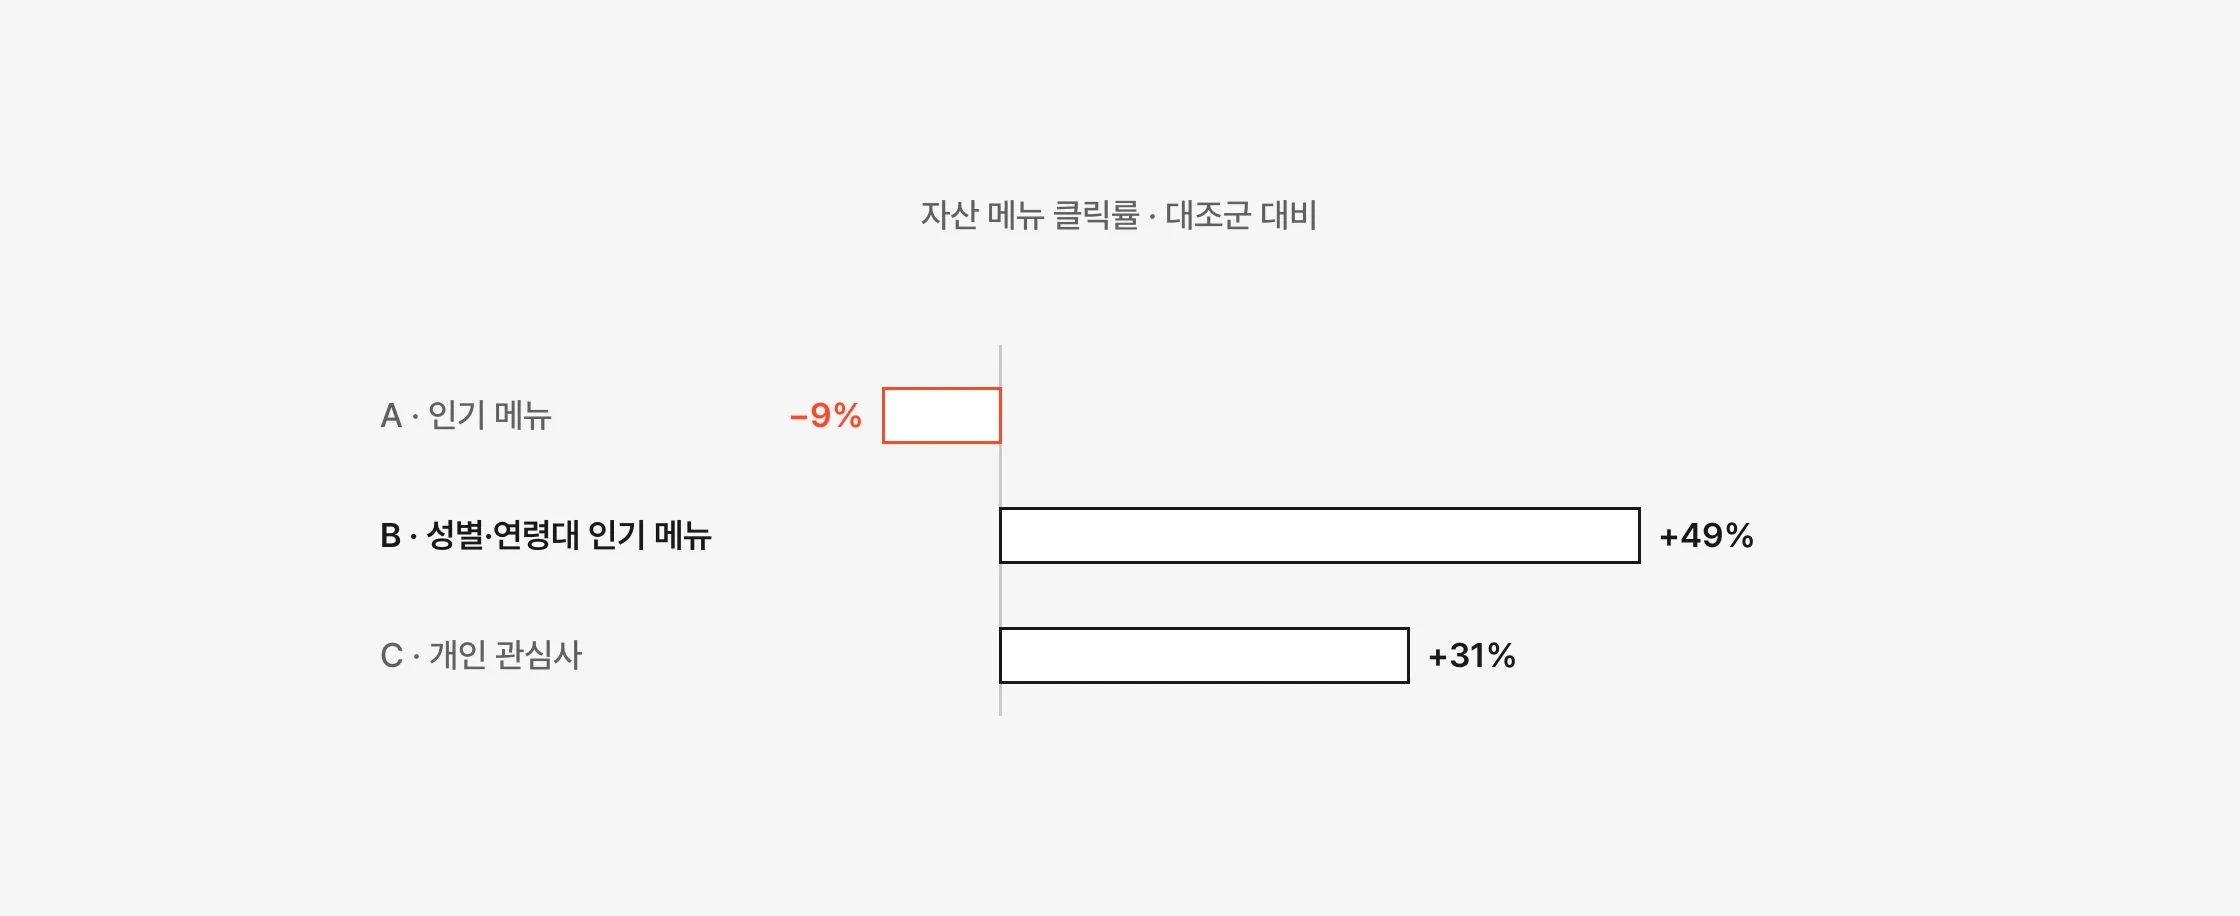 자산 메뉴 클릭률 · 대조군 대비
A · 인기 메뉴 −9%
B · 성별·연령대 인기 메뉴 +49%
C · 개인 관심사 +31%